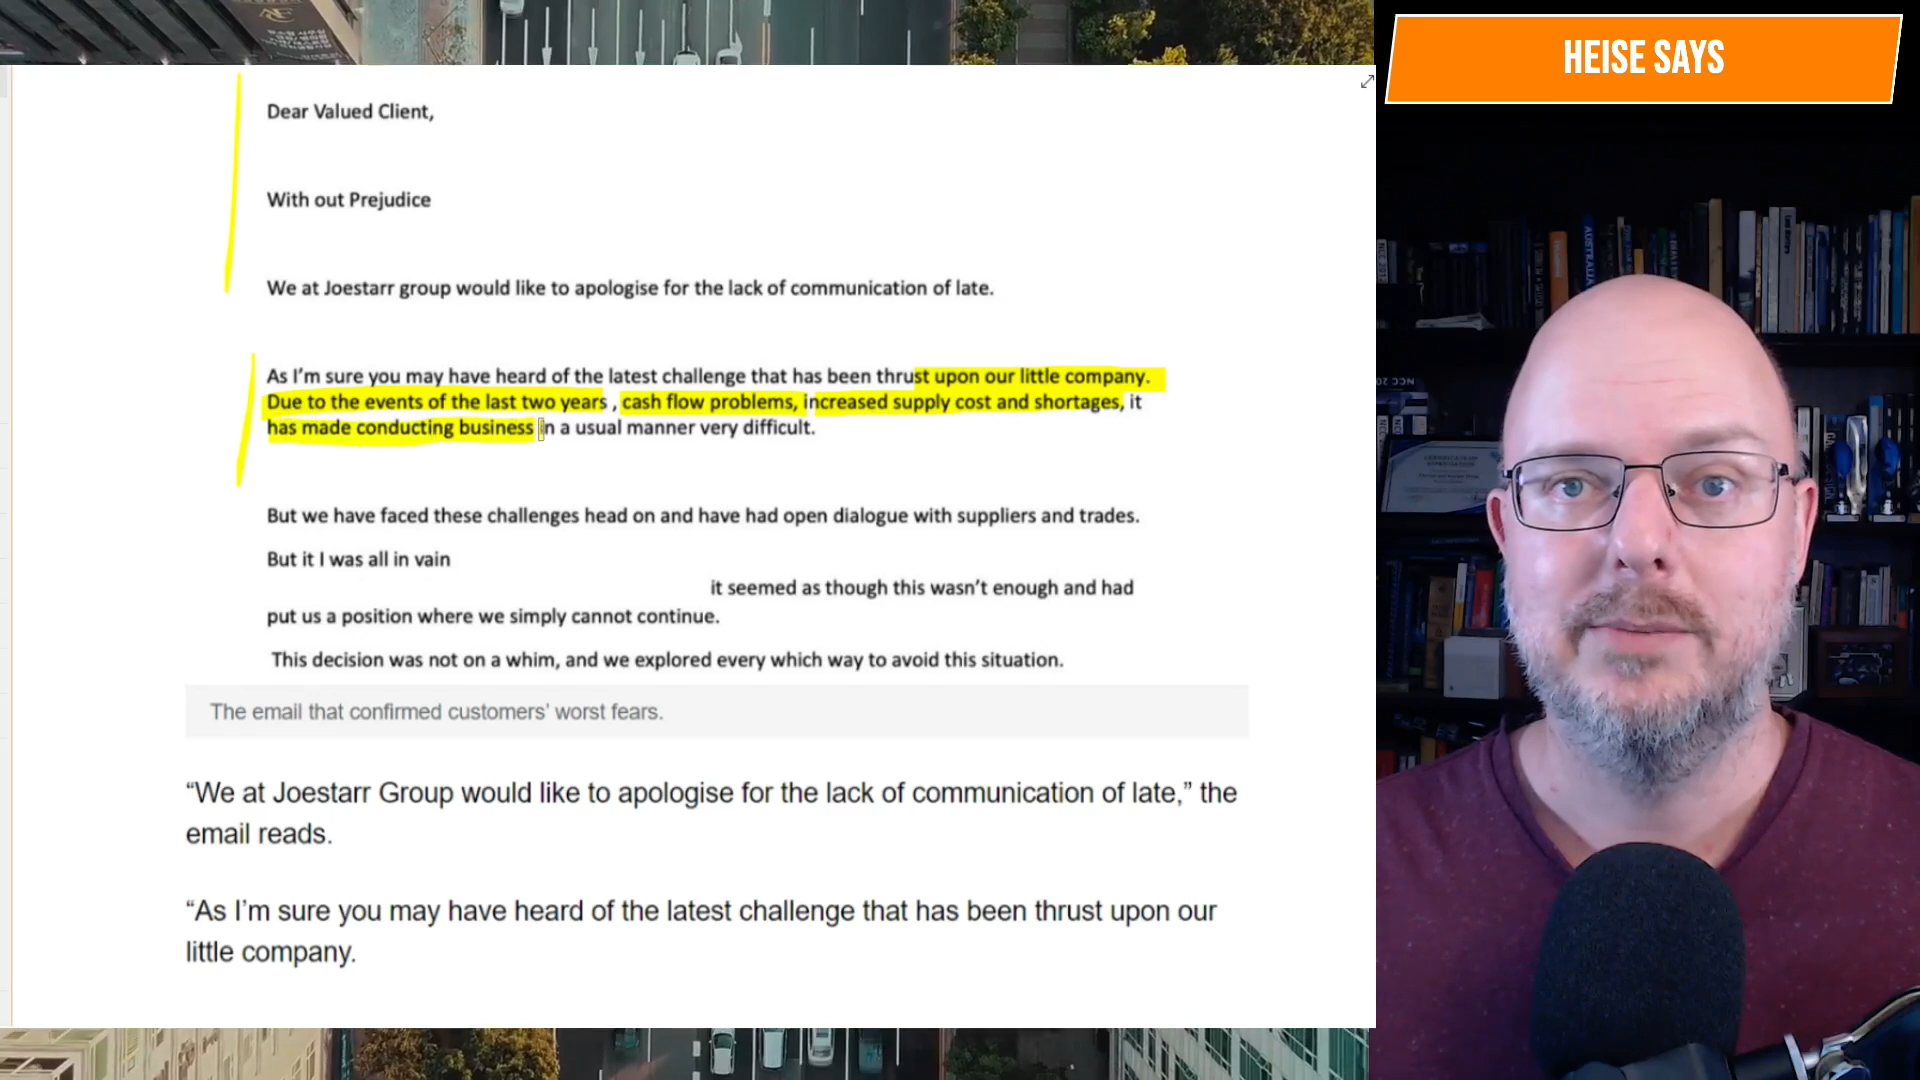 HEISE SAYS
Dear Valued Client,
With out Prejudice
We at Joestarr group would like to apologise for the lack of communication of late.
As I’m sure you may have heard of the latest challenge that has been thrust upon our little company.
Due to the events of the last two years , cash flow problems, increased supply cost and shortages, it
has made conducting business in a usual manner very difficult.
But we have faced these challenges head on and have had open dialogue with suppliers and trades.
But it I was all in vain
it seemed as though this wasn’t enough and had
put us a position where we simply cannot continue.
This decision was not on a whim, and we explored every which way to avoid this situation.
The email that confirmed customers’ worst fears.
“We at Joestarr Group would like to apologise for the lack of communication of late,” the
email reads.
“As I’m sure you may have heard of the latest challenge that has been thrust upon our
little company.